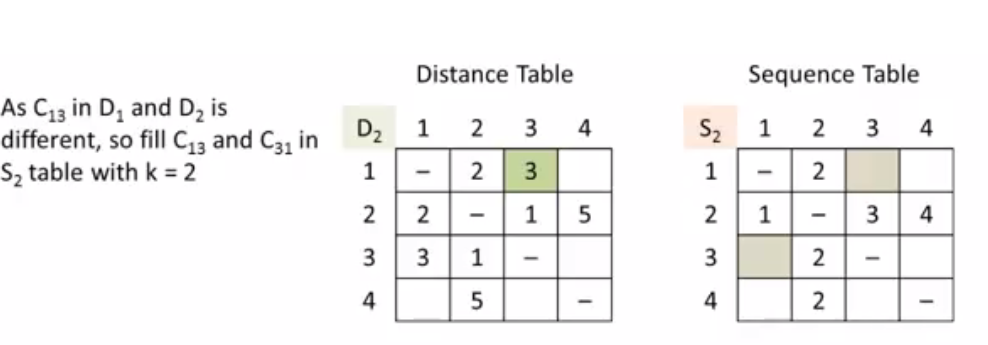 Distance Table
Sequence Table
As C₁₃ in D₁ and D₂ is
different, so fill C₁₃ and C₃₁ in
S₂ table with k = 2
D₂ 1 2 3 4
1 – 2 3
2 2 – 1 5
3 3 1 –
4 5 –
S₂ 1 2 3 4
1 – 2
2 1 – 3 4
3 2 –
4 2 –